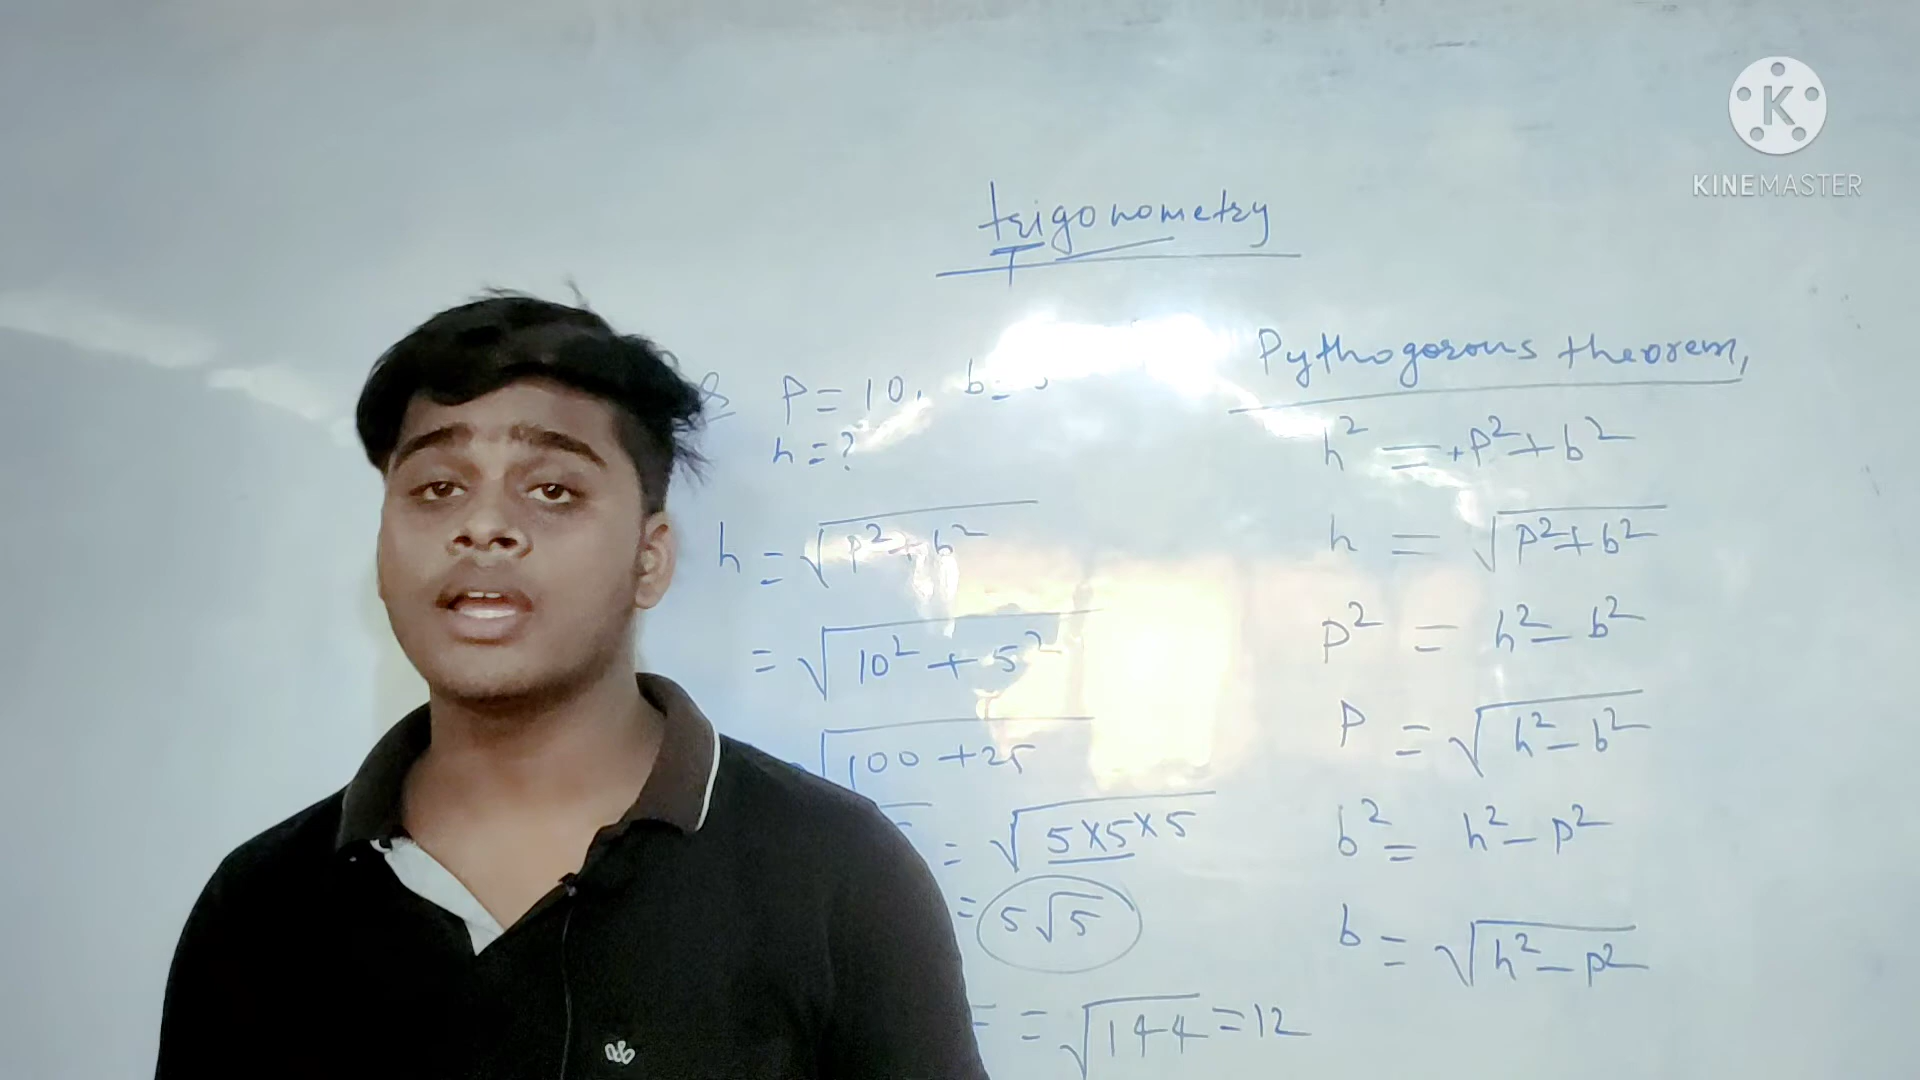 KINEMASTER
trigonometry
Q P = 10, b =
h = ?
h = √p²+b²
= √10² + 5²
√100 + 25
= √5×5×5
= 5√5
= = √144 = 12
Pythogorous theorem,
h² = +p²+b²
h = √p²+b²
p² = h² - b²
P = √h² - b²
b² = h² - p²
b = √h² - p²